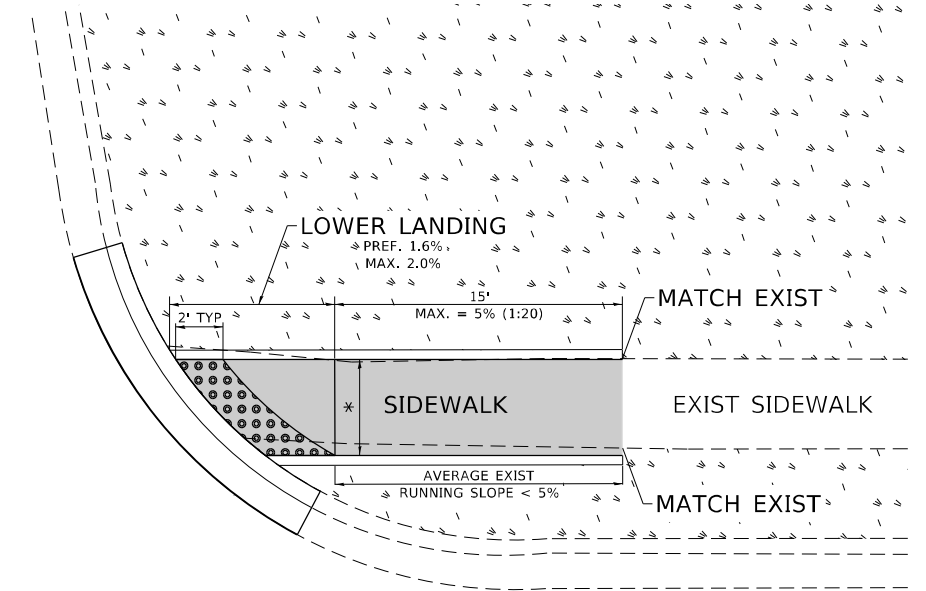 LOWER LANDING
PREF. 1.6%
MAX. 2.0%
15'
MAX. = 5% (1:20)
MATCH EXIST
2' TYP
* SIDEWALK
EXIST SIDEWALK
AVERAGE EXIST
RUNNING SLOPE < 5%
MATCH EXIST